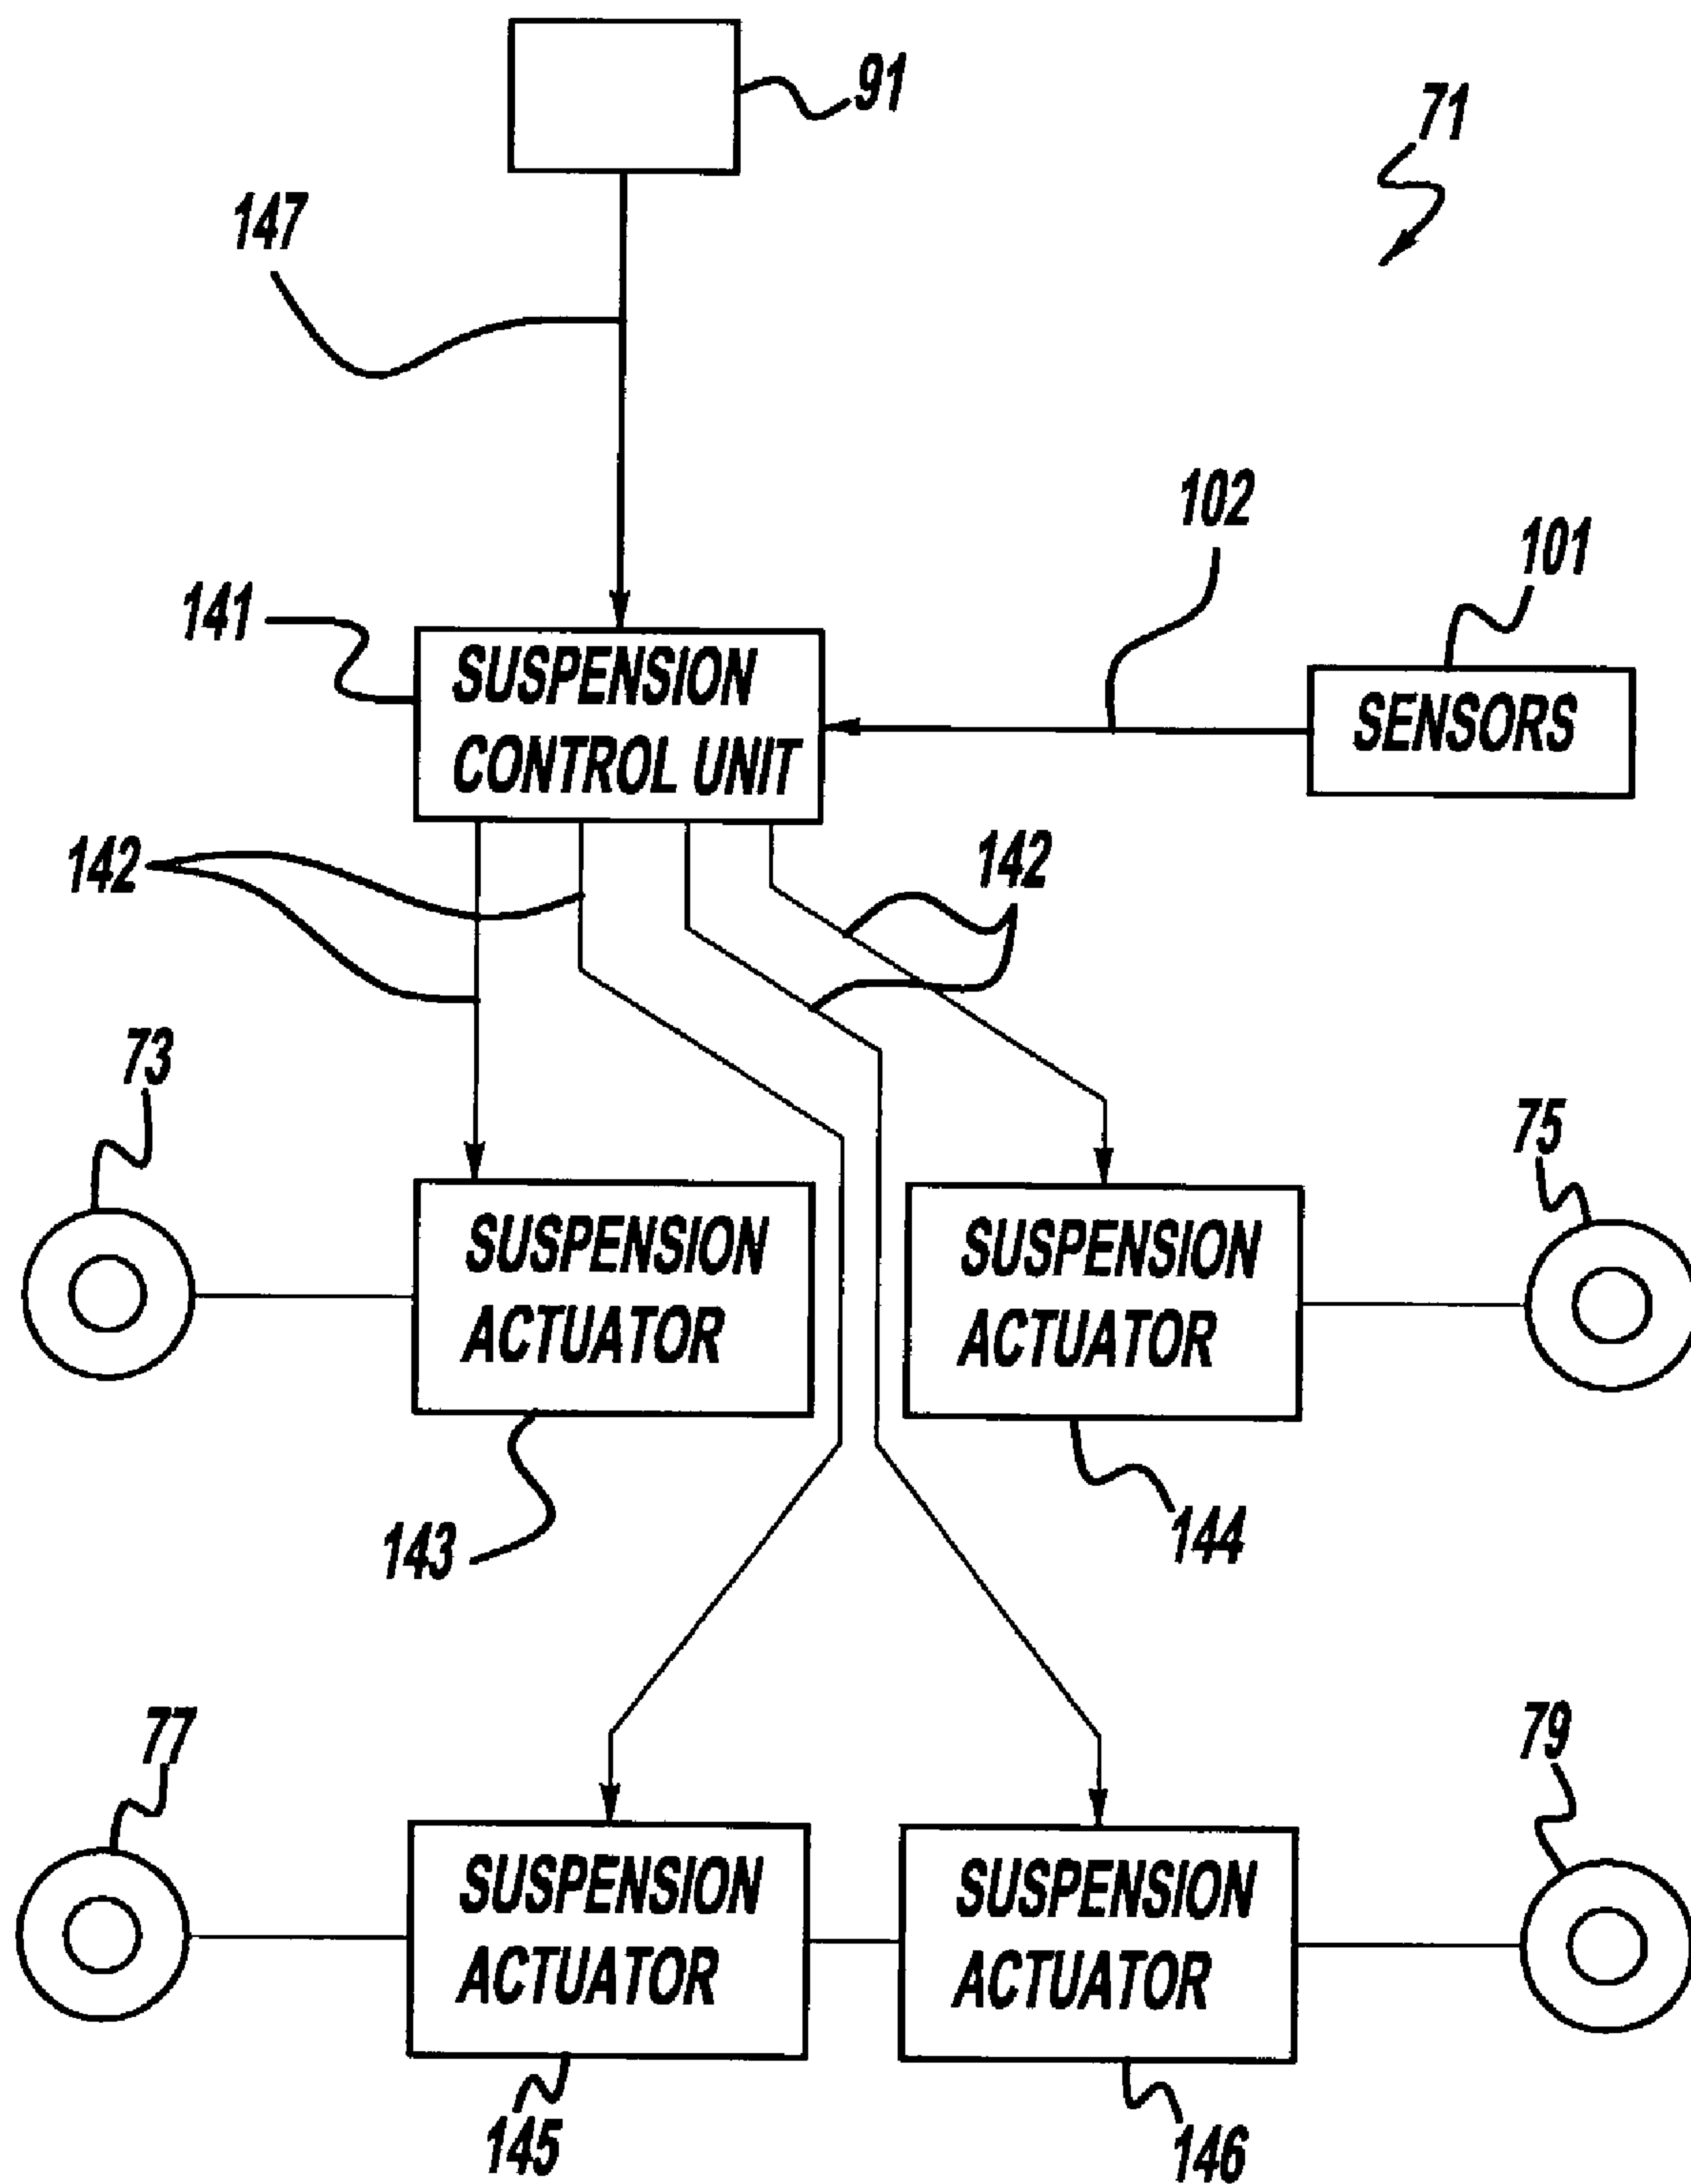 91
71
147
102
101
141
SUSPENSION
CONTROL UNIT
SENSORS
142
142
73
75
SUSPENSION
ACTUATOR
SUSPENSION
ACTUATOR
143
144
77
79
SUSPENSION
ACTUATOR
SUSPENSION
ACTUATOR
145
146